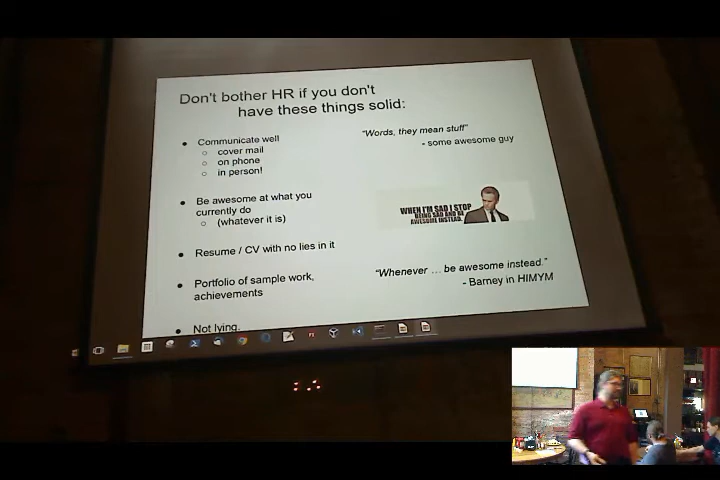 Don't bother HR if you don't
have these things solid:
Communicate well
cover mail
on phone
in person!
"Words, they mean stuff"
- some awesome guy
Be awesome at what you
currently do
(whatever it is)
WHEN I'M SAD I STOP
BEING SAD AND BE
AWESOME INSTEAD.
Resume / CV with no lies in it
Portfolio of sample work,
achievements
"Whenever ... be awesome instead."
- Barney in HIMYM
Not lying.